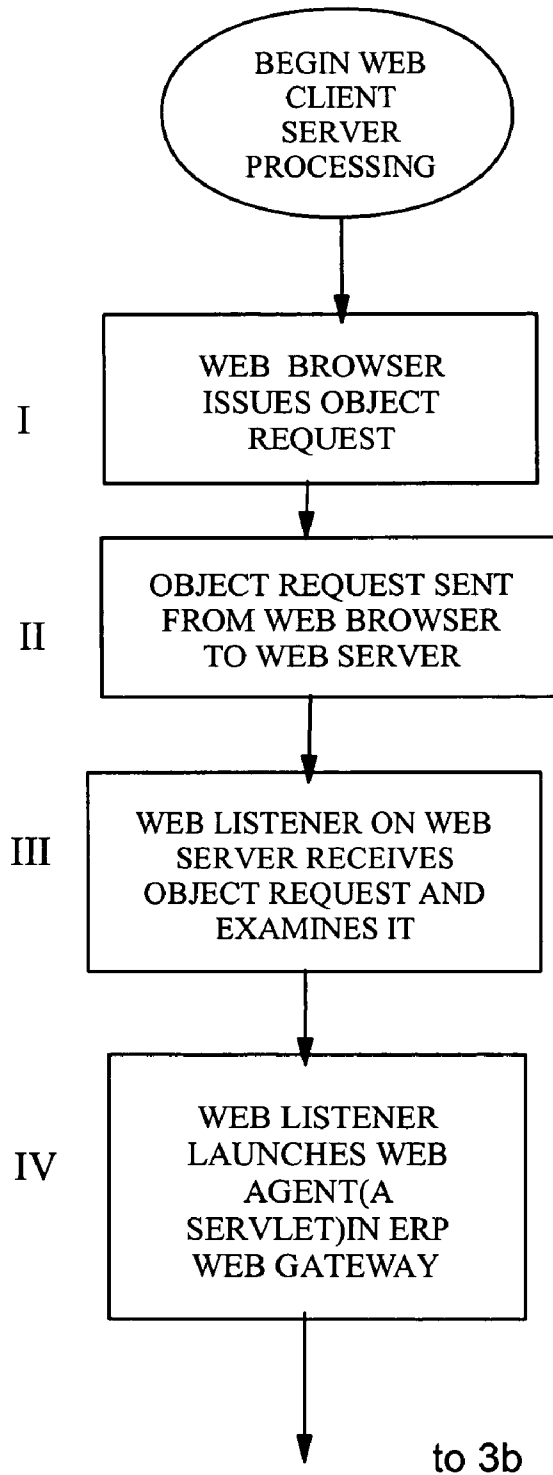 BEGIN WEB
CLIENT
SERVER
PROCESSING
I
WEB BROWSER
ISSUES OBJECT
REQUEST
II
OBJECT REQUEST SENT
FROM WEB BROWSER
TO WEB SERVER
III
WEB LISTENER ON WEB
SERVER RECEIVES
OBJECT REQUEST AND
EXAMINES IT
IV
WEB LISTENER
LAUNCHES WEB
AGENT(A
SERVLET)IN ERP
WEB GATEWAY
to 3b